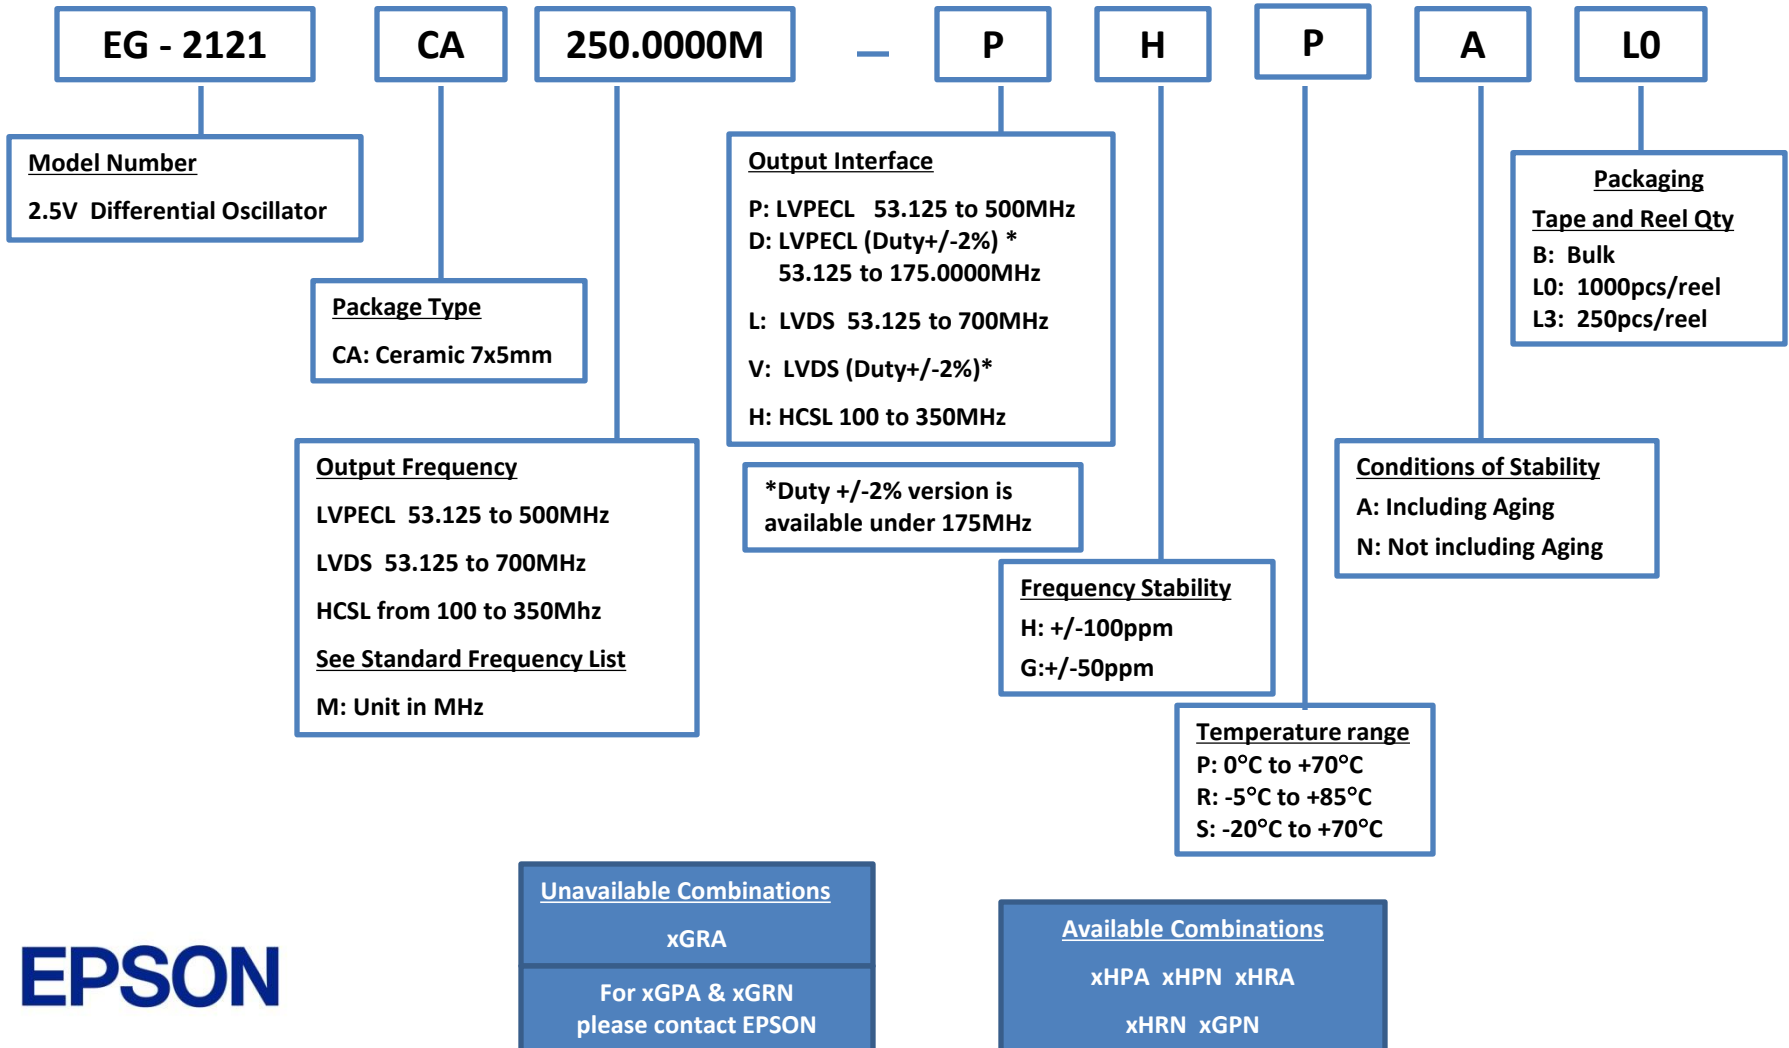 EG - 2121 CA 250.0000M – P H P A L0
Model Number
2.5V Differential Oscillator
Package Type
CA: Ceramic 7x5mm
Output Frequency
LVPECL 53.125 to 500MHz
LVDS 53.125 to 700MHz
HCSL from 100 to 350Mhz
See Standard Frequency List
M: Unit in MHz
Output Interface
P: LVPECL 53.125 to 500MHz
D: LVPECL (Duty+/-2%) *
53.125 to 175.0000MHz
L: LVDS 53.125 to 700MHz
V: LVDS (Duty+/-2%)*
H: HCSL 100 to 350MHz
*Duty +/-2% version is
available under 175MHz
Frequency Stability
H: +/-100ppm
G:+/-50ppm
Temperature range
P: 0°C to +70°C
R: -5°C to +85°C
S: -20°C to +70°C
Conditions of Stability
A: Including Aging
N: Not including Aging
Packaging
Tape and Reel Qty
B: Bulk
L0: 1000pcs/reel
L3: 250pcs/reel
EPSON
Unavailable Combinations
xGRA
For xGPA & xGRN
please contact EPSON
Available Combinations
xHPA xHPN xHRA
xHRN xGPN